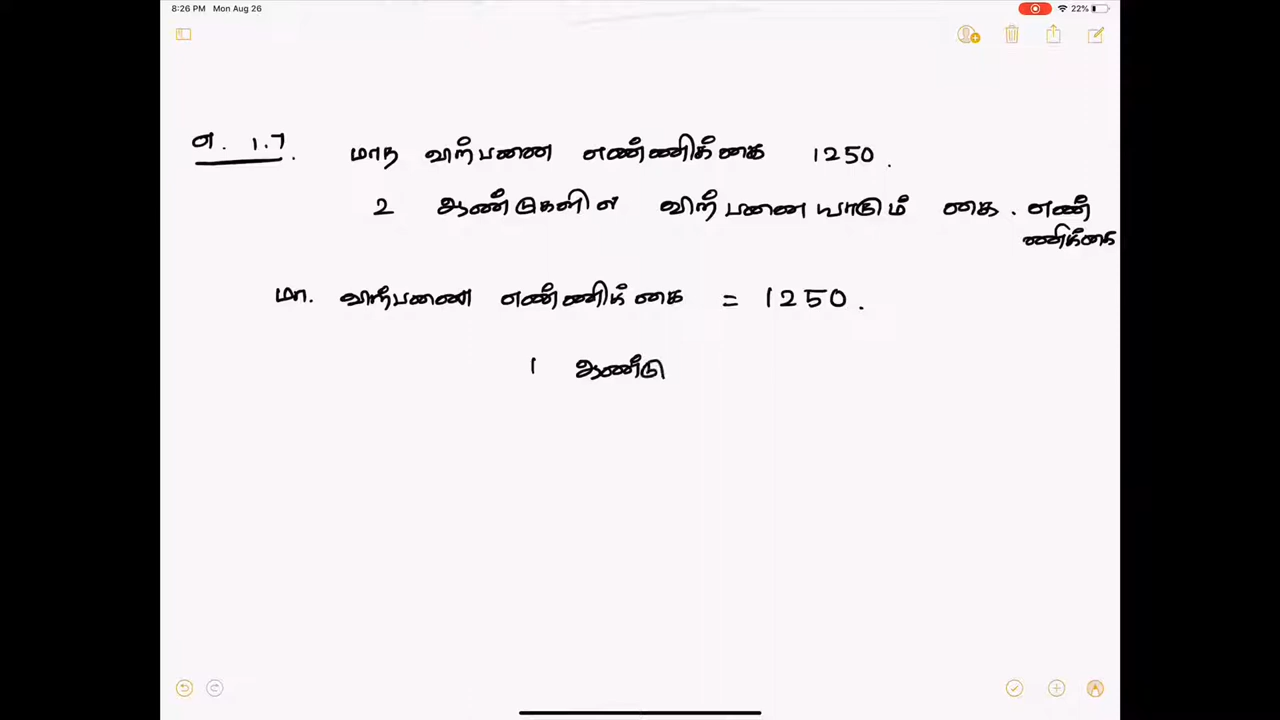 8:26 PM Mon Aug 26 22%
எ. 1.7. மாத விற்பனை எண்ணிக்கை 1250.
2 ஆண்டுகளில் விற்பனையாகும் கை. எண்
ணிக்கை
மா. விற்பனை எண்ணிக்கை = 1250.
1 ஆண்டு